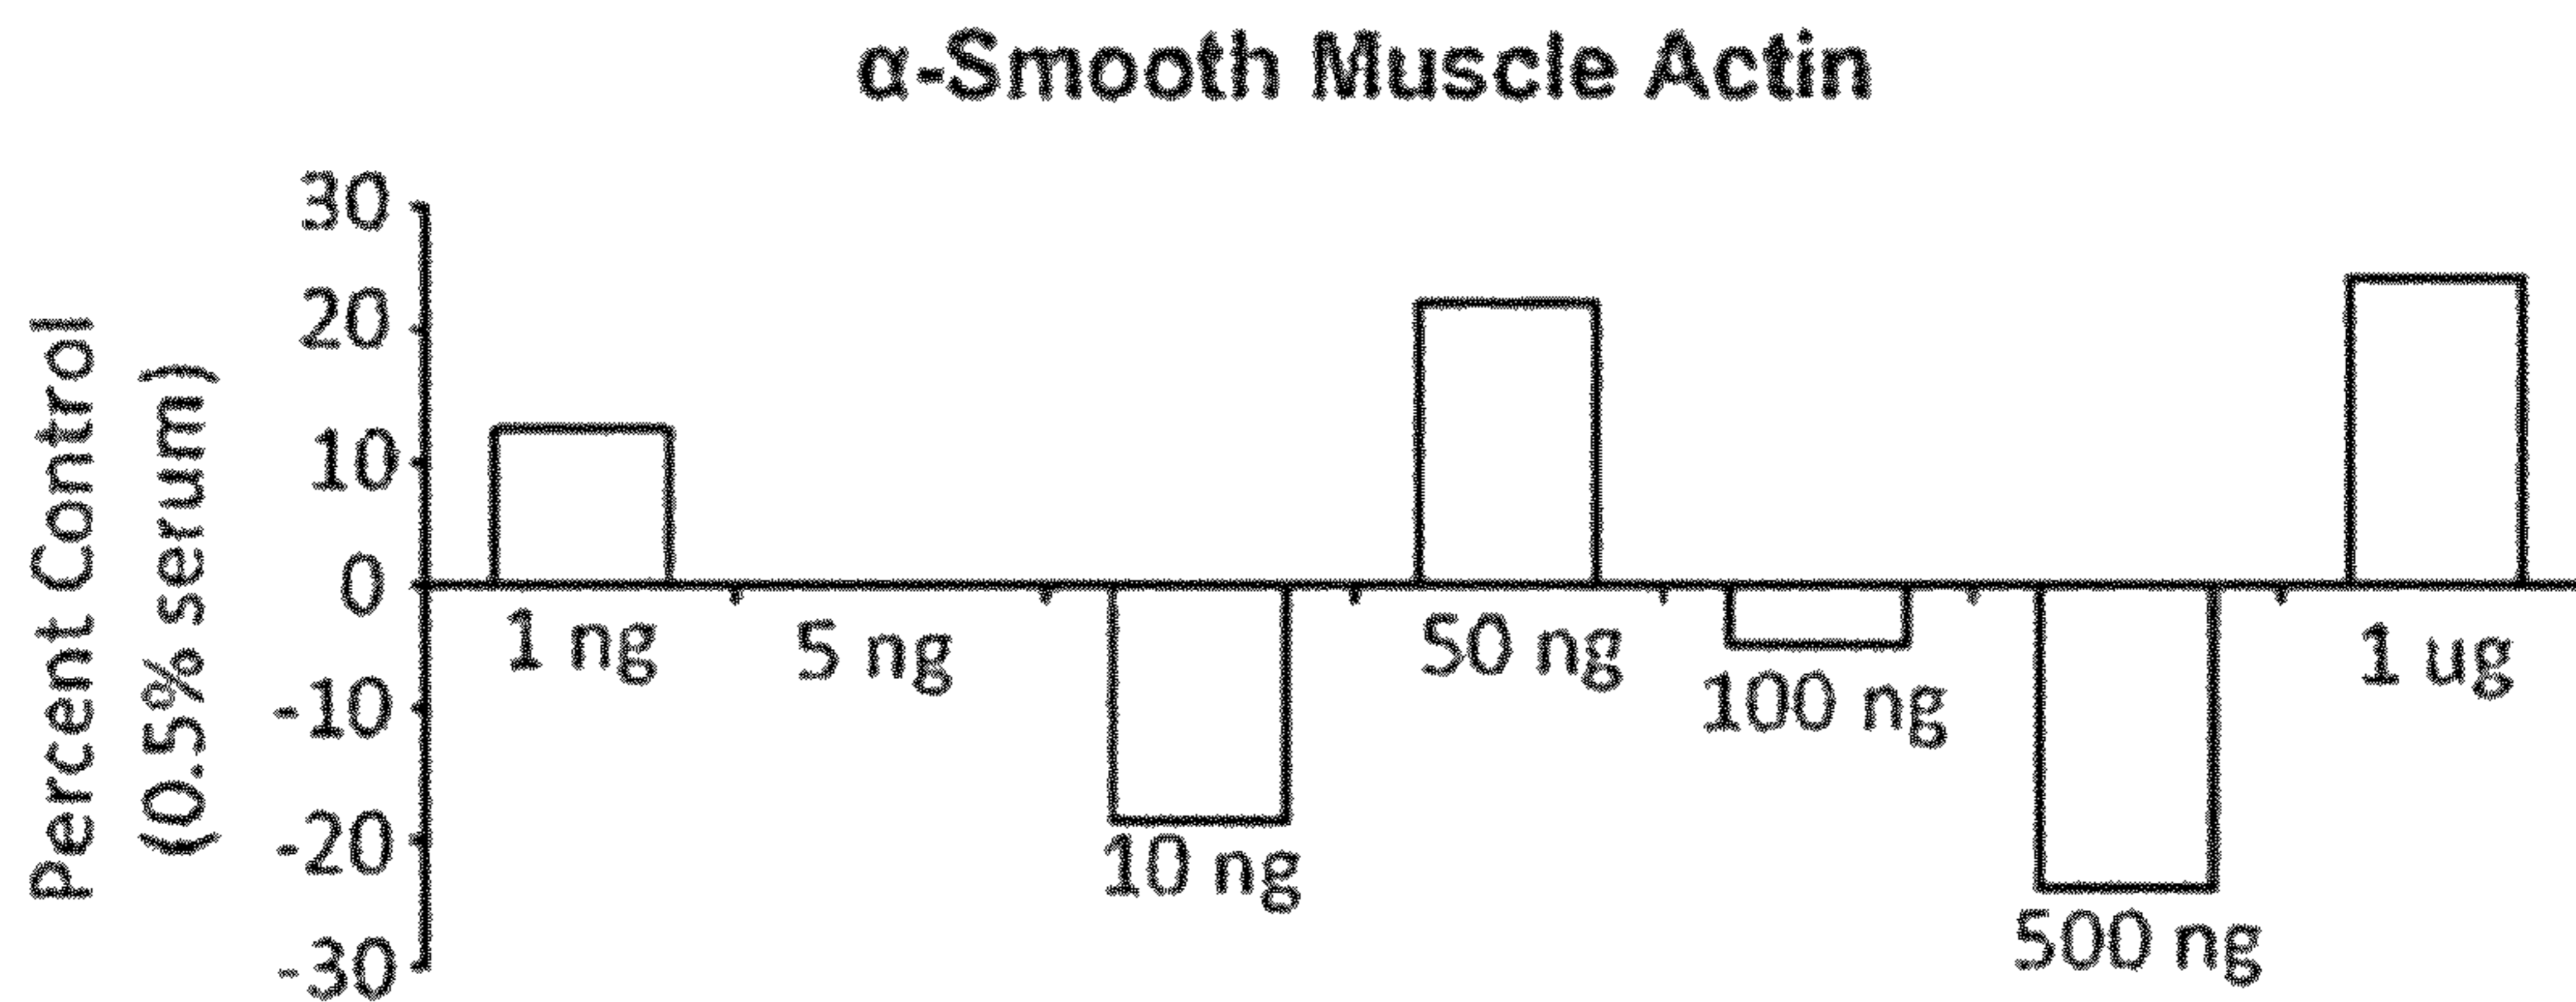 α-Smooth Muscle Actin
Percent Control
(0.5% serum)
30
20
10
0
-10
-20
-30
1 ng
5 ng
10 ng
50 ng
100 ng
500 ng
1 ug